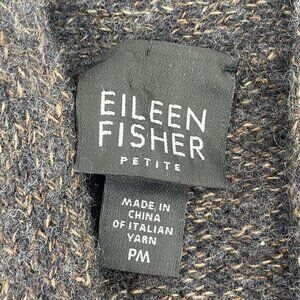 EILEEN
FISHER
PETITE
MADE IN
CHINA
OF ITALIAN
YARN
PM